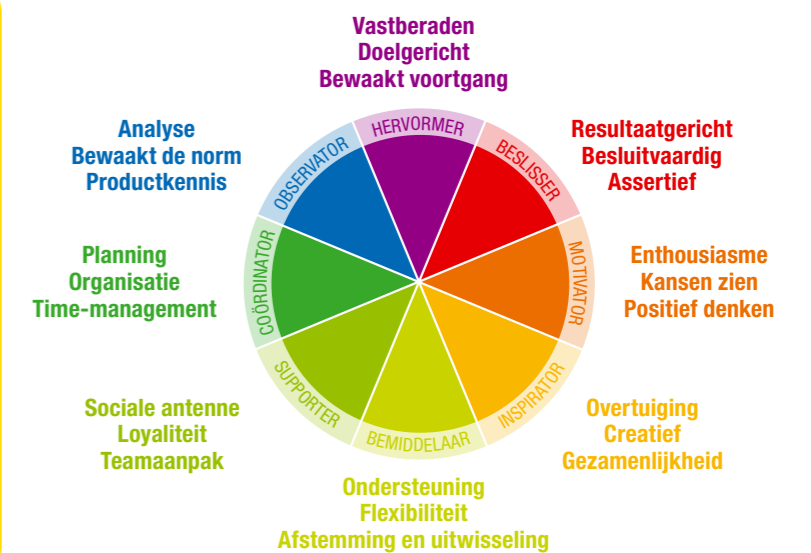 Vastberaden
Doelgericht
Bewaakt voortgang
HERVORMER
Resultaatgericht
Besluitvaardig
Assertief
BESLISSER
Enthousiasme
Kansen zien
Positief denken
MOTIVATOR
Overtuiging
Creatief
Gezamenlijkheid
INSPIRATOR
Ondersteuning
Flexibiliteit
Afstemming en uitwisseling
BEMIDDELAAR
Sociale antenne
Loyaliteit
Teamaanpak
SUPPORTER
Planning
Organisatie
Time-management
COÖRDINATOR
Analyse
Bewaakt de norm
Productkennis
OBSERVATOR